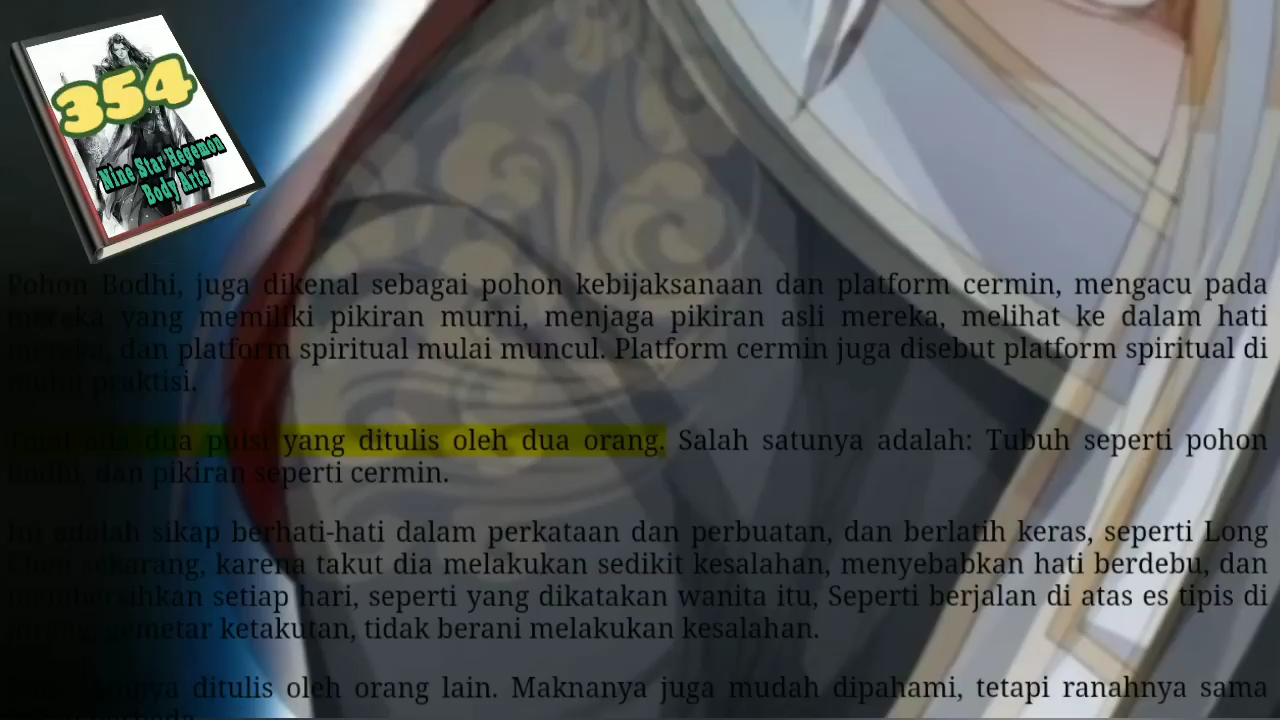 354
Nine Star Hegemon
Body Arts
Pohon Bodhi, juga dikenal sebagai pohon kebijaksanaan dan platform cermin, mengacu pada
mereka yang memiliki pikiran murni, menjaga pikiran asli mereka, melihat ke dalam hati
mereka, dan platform spiritual mulai muncul. Platform cermin juga disebut platform spiritual di
mulut praktisi.
ada dua puisi yang ditulis oleh dua orang. Salah satunya adalah: Tubuh seperti pohon
Bodhi, dan pikiran seperti cermin.
Ini adalah sikap berhati-hati dalam perkataan dan perbuatan, dan berlatih keras, seperti Long
Chen sekarang, karena takut dia melakukan sedikit kesalahan, menyebabkan hati berdebu, dan
membersihkan setiap hari, seperti yang dikatakan wanita itu, Seperti berjalan di atas es tipis di
jurang, gemetar ketakutan, tidak berani melakukan kesalahan.
ditulis oleh orang lain. Maknanya juga mudah dipahami, tetapi ranahnya sama